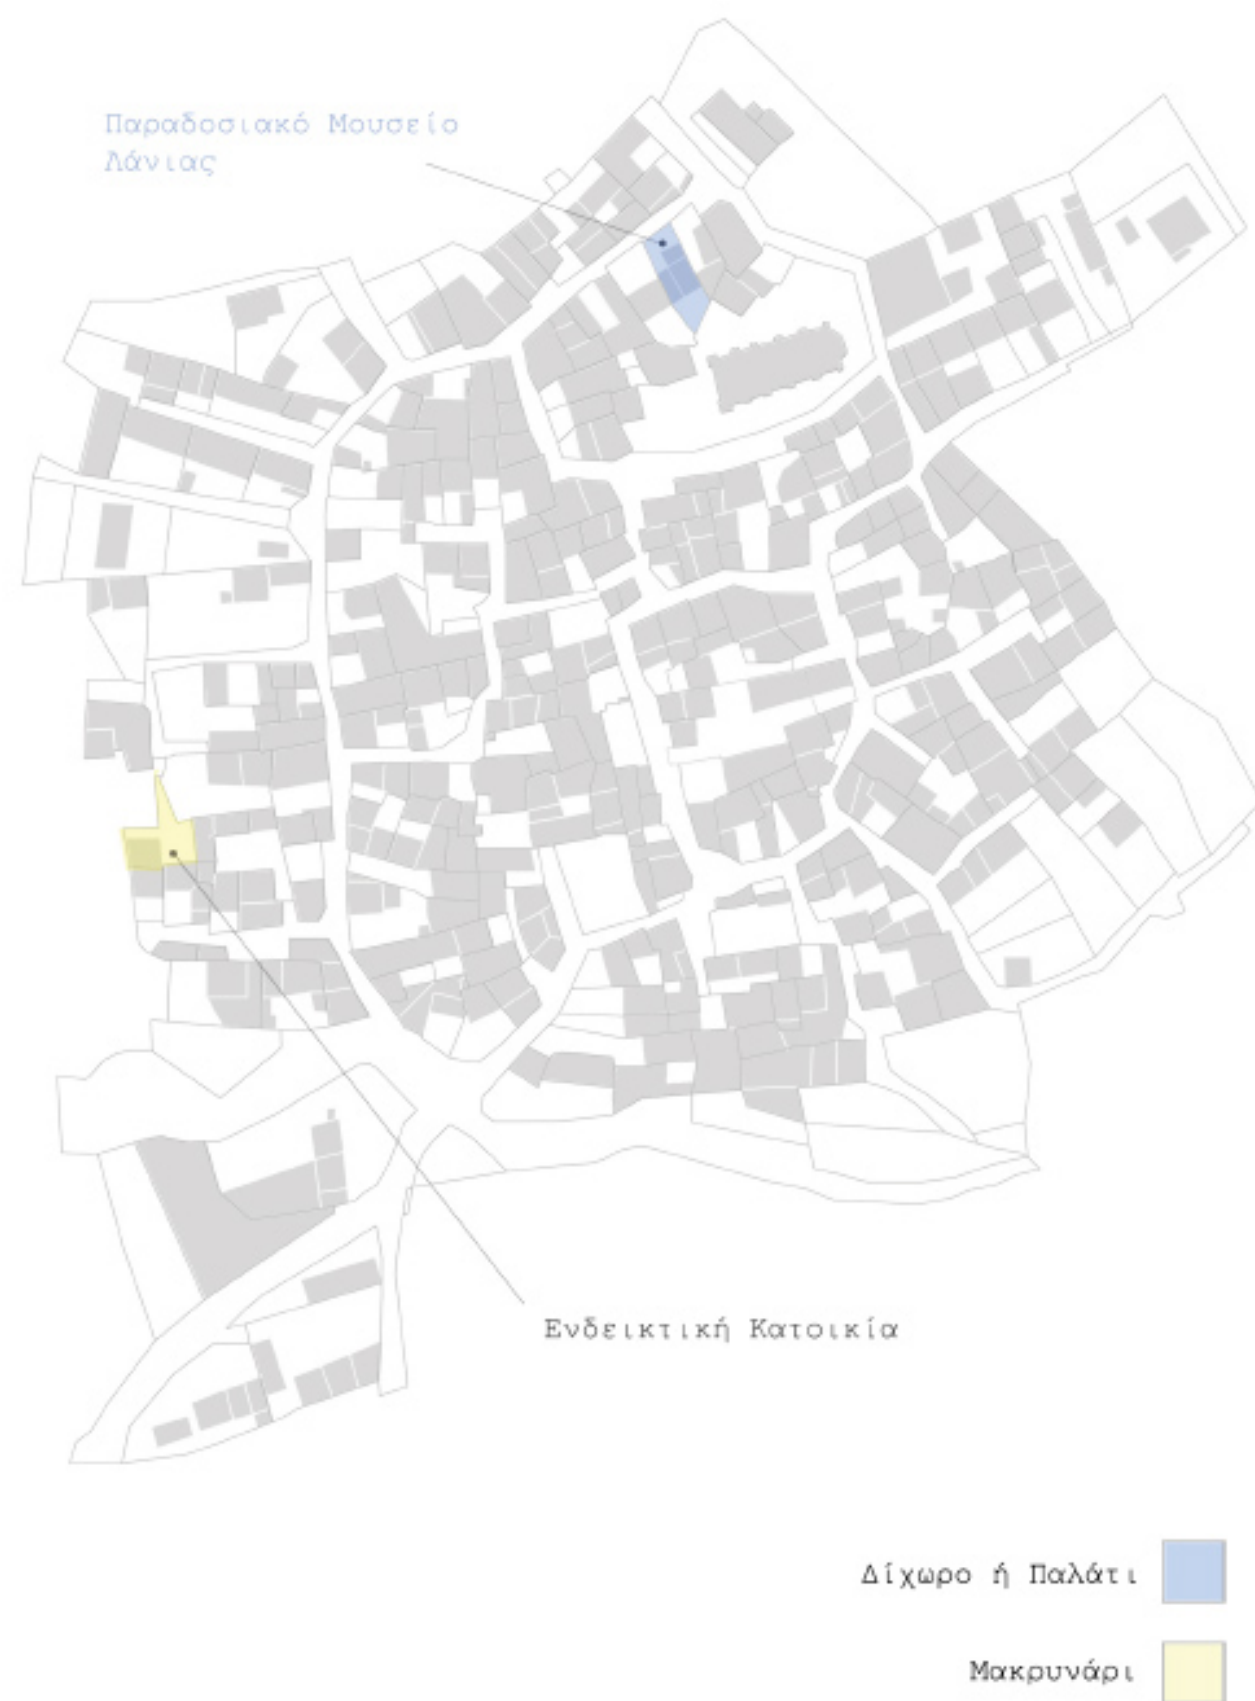 Παραδοσιακό Μουσείο
Λάνιας
Ενδεικτική Κατοικία
Δίχωρο ή Παλάτι
Μακρυνάρι